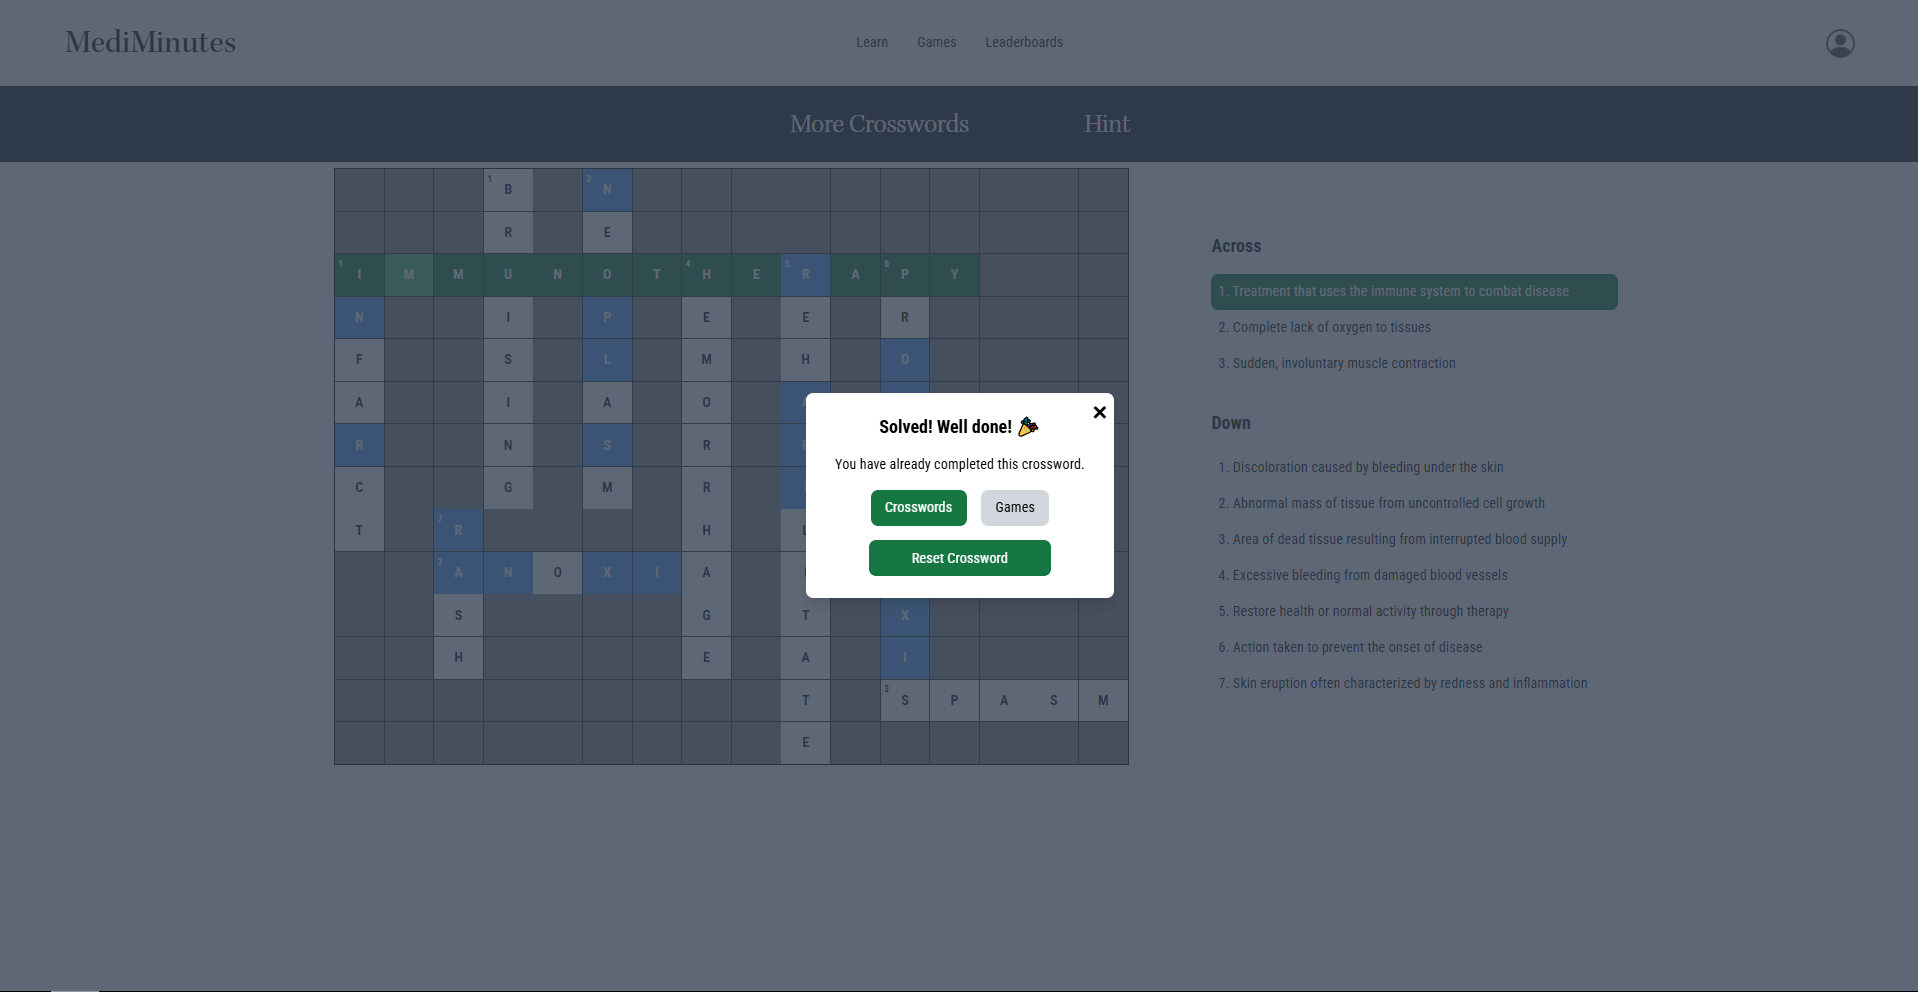 MediMinutes
Learn Games Leaderboards
More Crosswords Hint
1 B 2 N
R E
1 I M M U N O T 4 H E 5 R A 6 P Y
N I P E E R
F S L M H O
A I A O
R N S R
C G M R
T 7 R H L
2 A N O X I A
S G T X
H E A I
T 3 S P A S M
E
Across
1. Treatment that uses the immune system to combat disease
2. Complete lack of oxygen to tissues
3. Sudden, involuntary muscle contraction
Down
1. Discoloration caused by bleeding under the skin
2. Abnormal mass of tissue from uncontrolled cell growth
3. Area of dead tissue resulting from interrupted blood supply
4. Excessive bleeding from damaged blood vessels
5. Restore health or normal activity through therapy
6. Action taken to prevent the onset of disease
7. Skin eruption often characterized by redness and inflammation
Solved! Well done!
You have already completed this crossword.
Crosswords Games
Reset Crossword